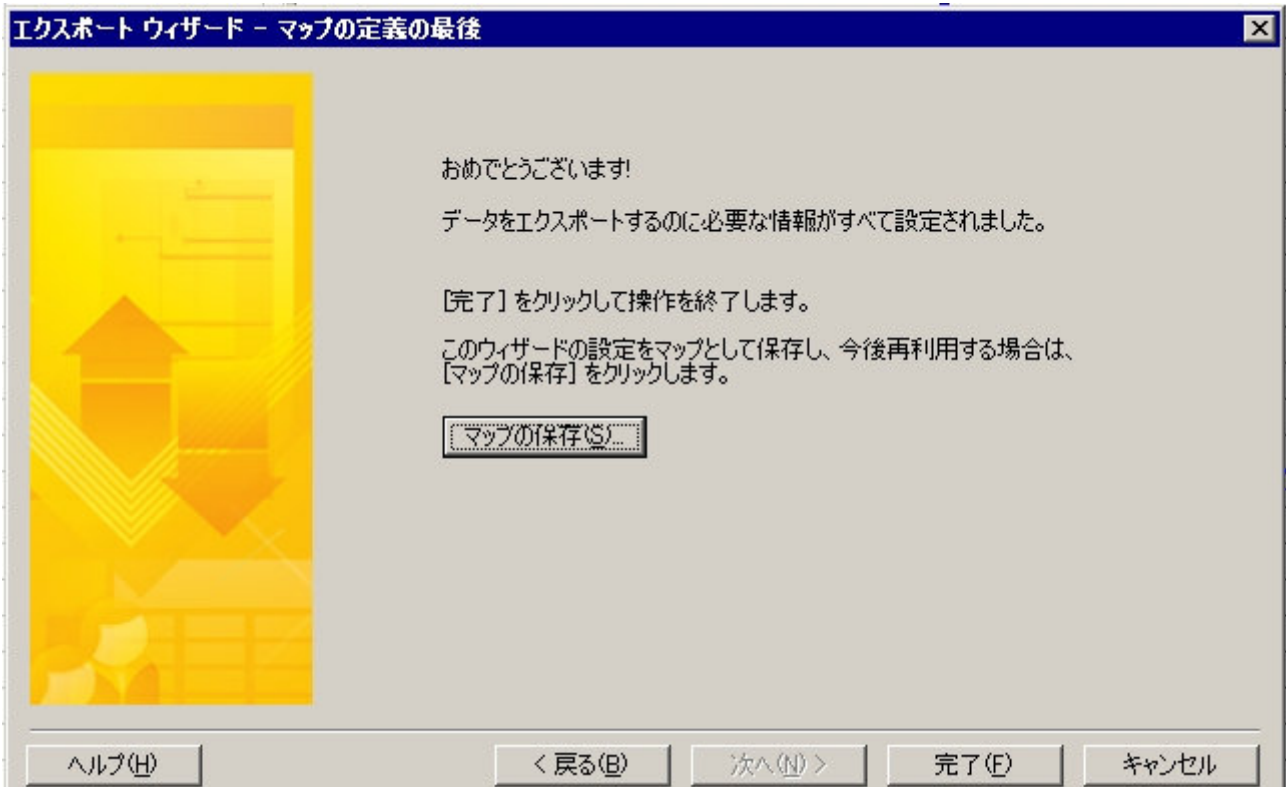 エクスポート ウィザード - マップの定義の最後
おめでとうございます!
データをエクスポートするのに必要な情報がすべて設定されました。
[完了] をクリックして操作を終了します。
このウィザードの設定をマップとして保存し、今後再利用する場合は、
[マップの保存] をクリックします。
マップの保存(S)...
ヘルプ(H)
< 戻る(B)
次へ(N) >
完了(F)
キャンセル